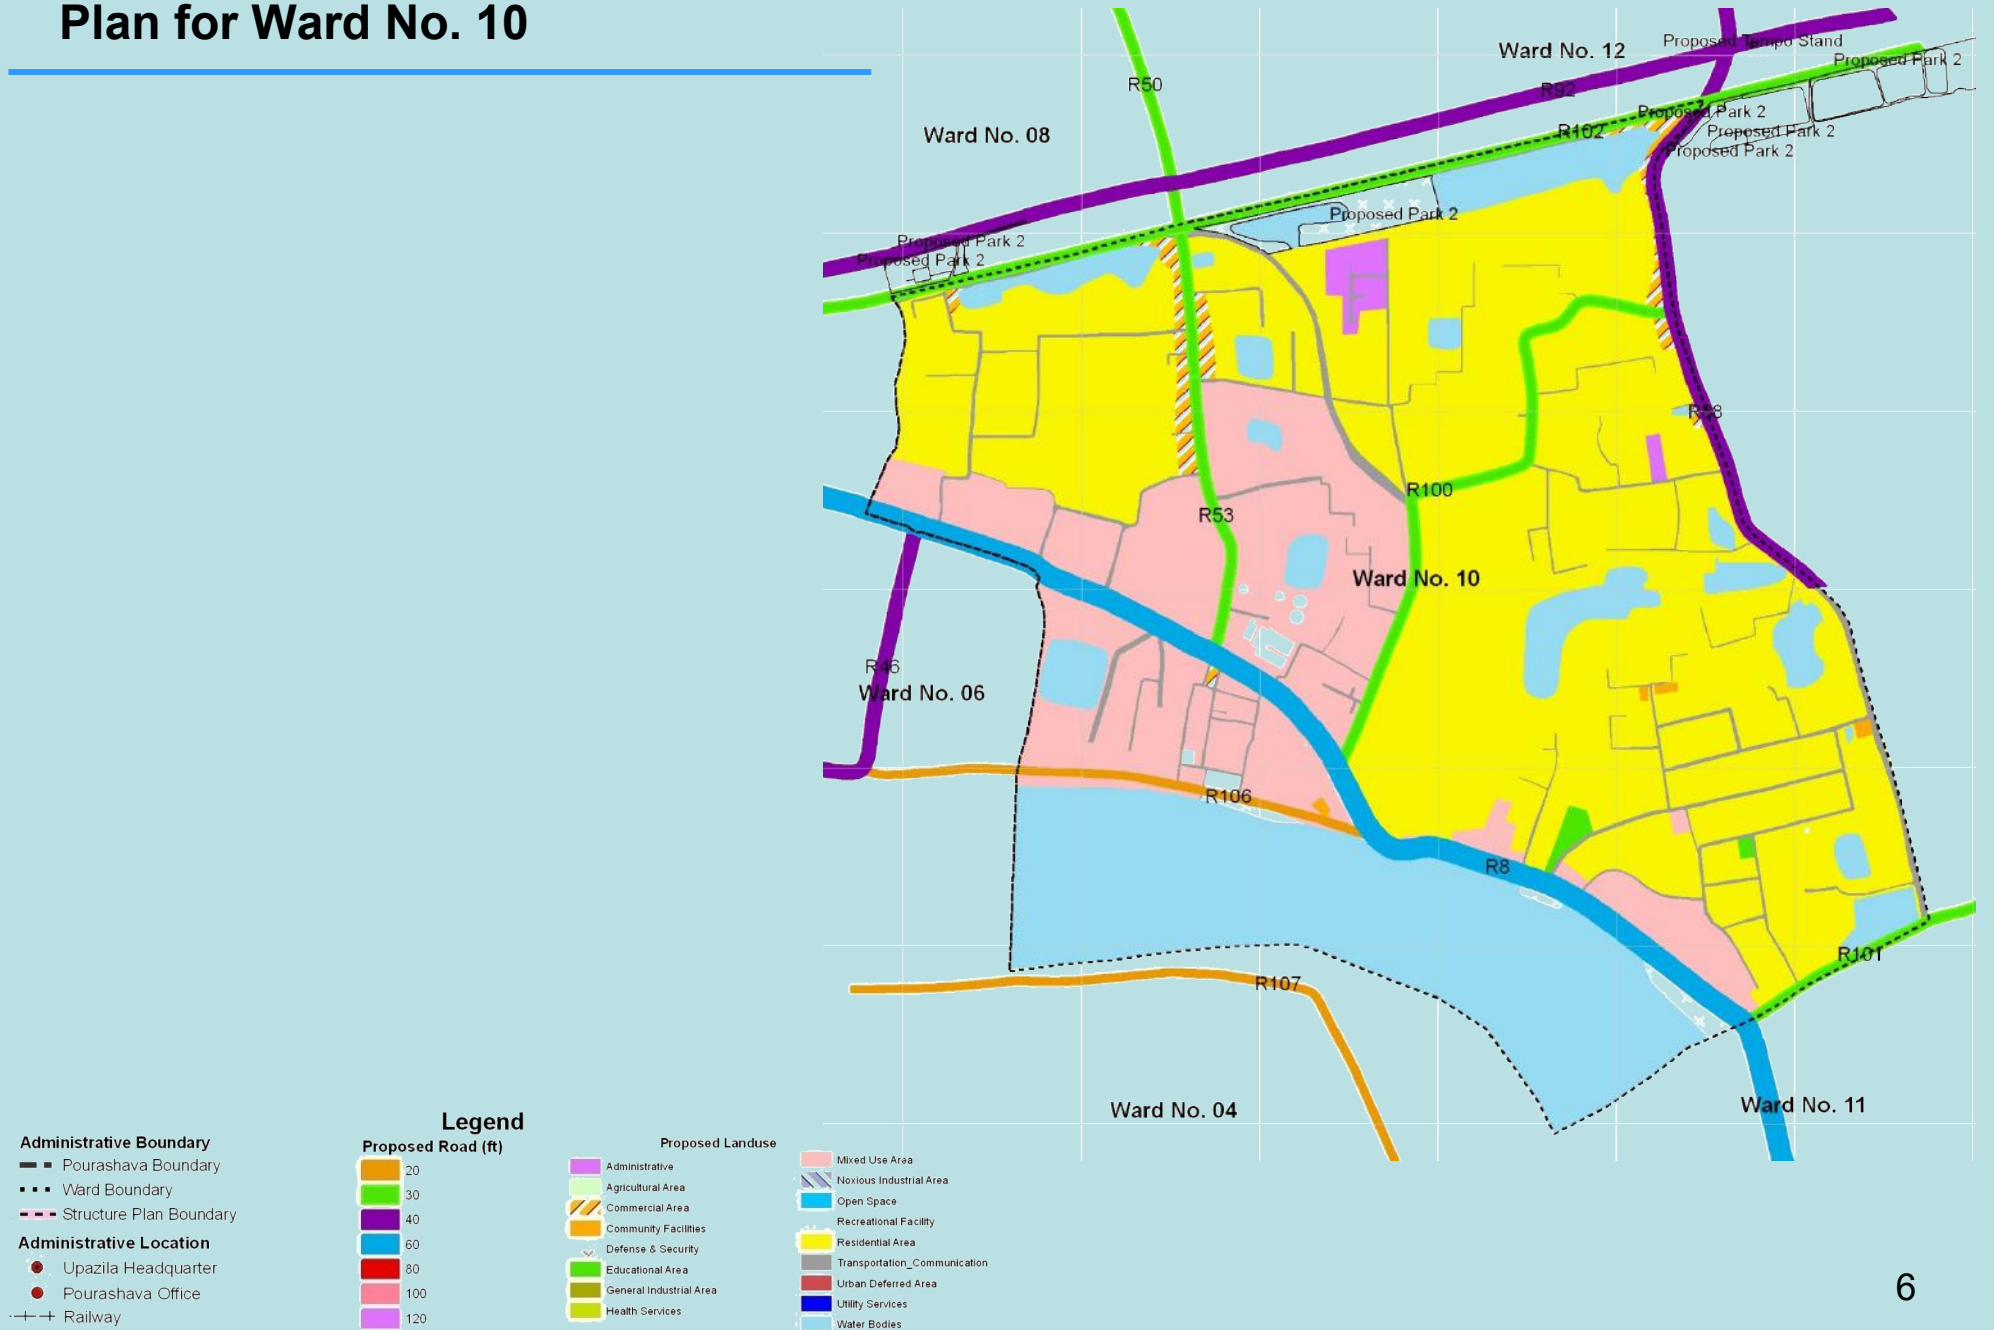 Plan for Ward No. 10
Ward No. 12
Proposed Tempo Stand
Proposed Park 2
R50
R92
Proposed Park 2
Ward No. 08
R102
Proposed Park 2
Proposed Park 2
Proposed Park 2
Proposed Park 2
Proposed Park 2
R100
R53
Ward No. 10
R46
Ward No. 06
R106
R8
R101
R107
Ward No. 04
Ward No. 11
Legend
Administrative Boundary
Pourashava Boundary
Ward Boundary
Structure Plan Boundary
Administrative Location
Upazila Headquarter
Pourashava Office
Railway
Proposed Road (ft)
20
30
40
60
80
100
120
Proposed Landuse
Administrative
Agricultural Area
Commercial Area
Community Facilities
Defense & Security
Educational Area
General Industrial Area
Health Services
Mixed Use Area
Noxious Industrial Area
Open Space
Recreational Facility
Residential Area
Transportation_Communication
Urban Deferred Area
Utility Services
Water Bodies
6